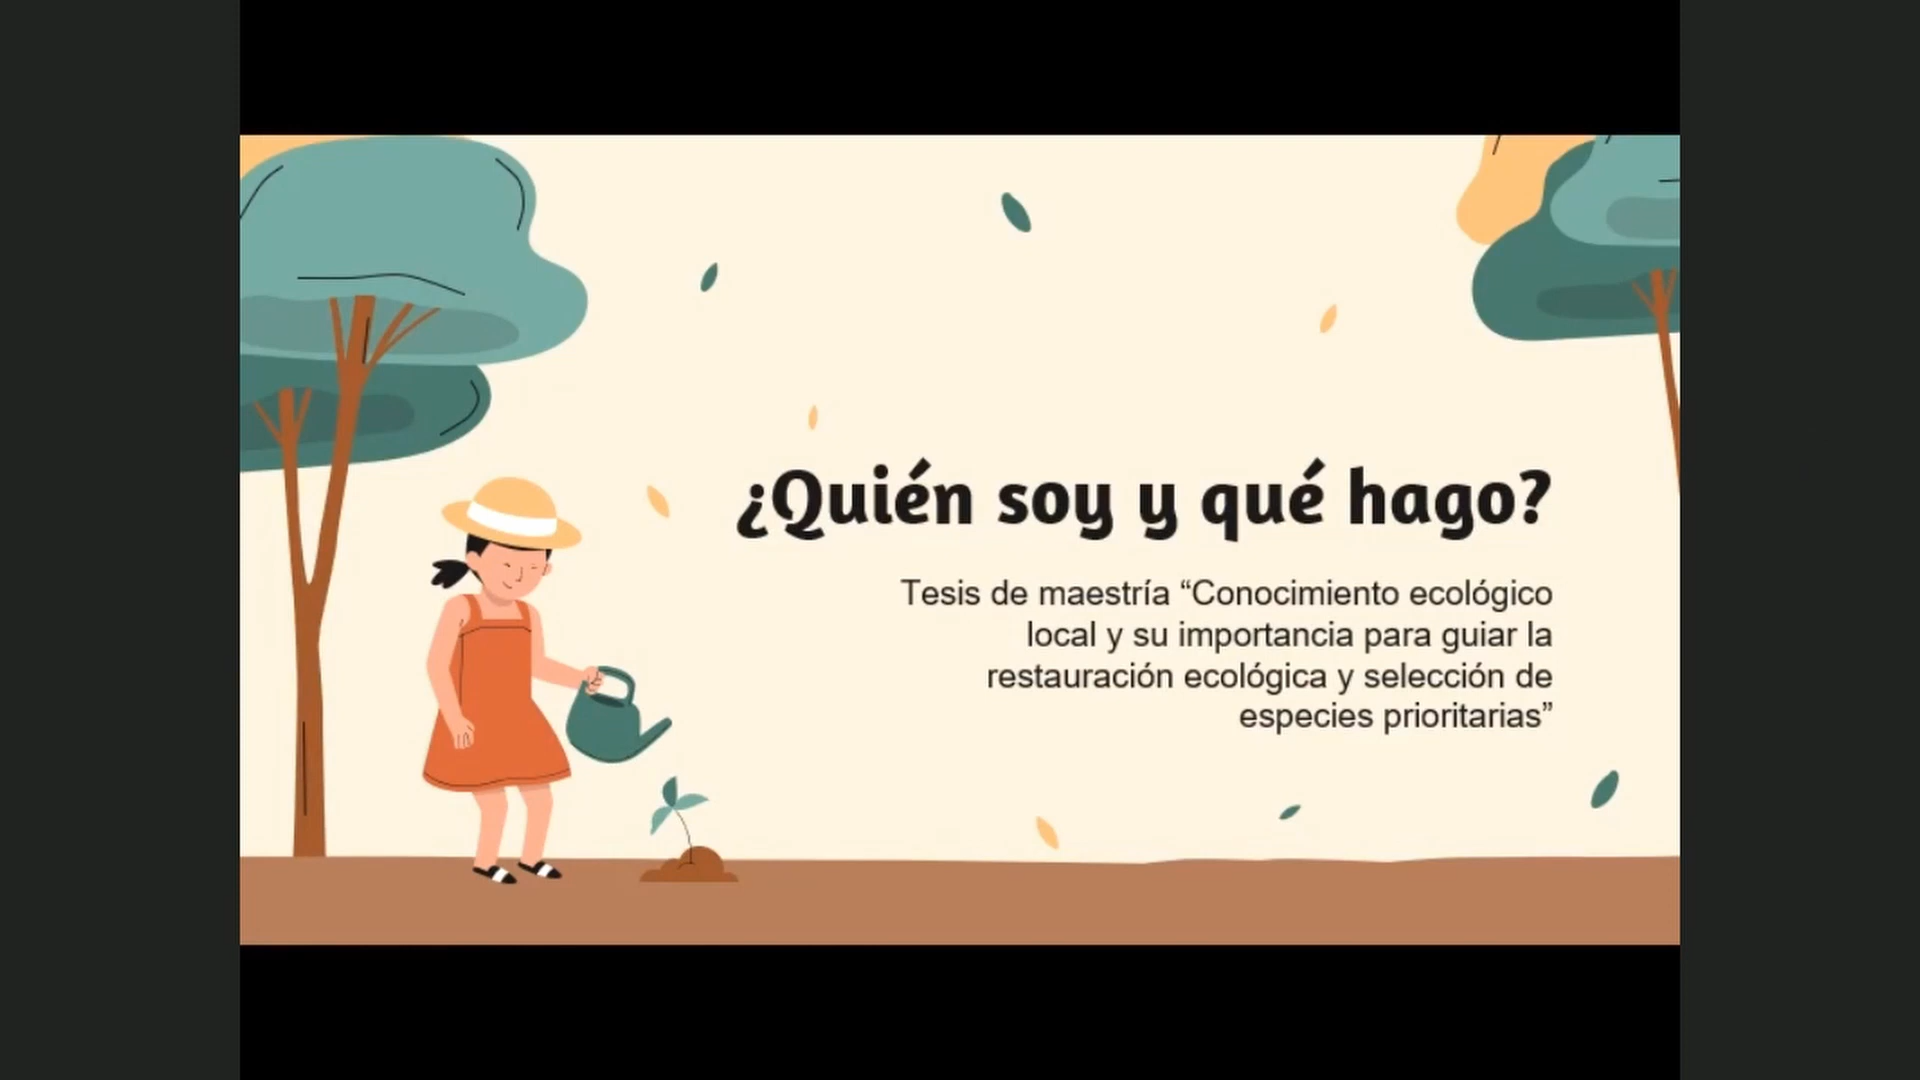 ¿Quién soy y qué hago?
Tesis de maestría “Conocimiento ecológico
local y su importancia para guiar la
restauración ecológica y selección de
especies prioritarias”